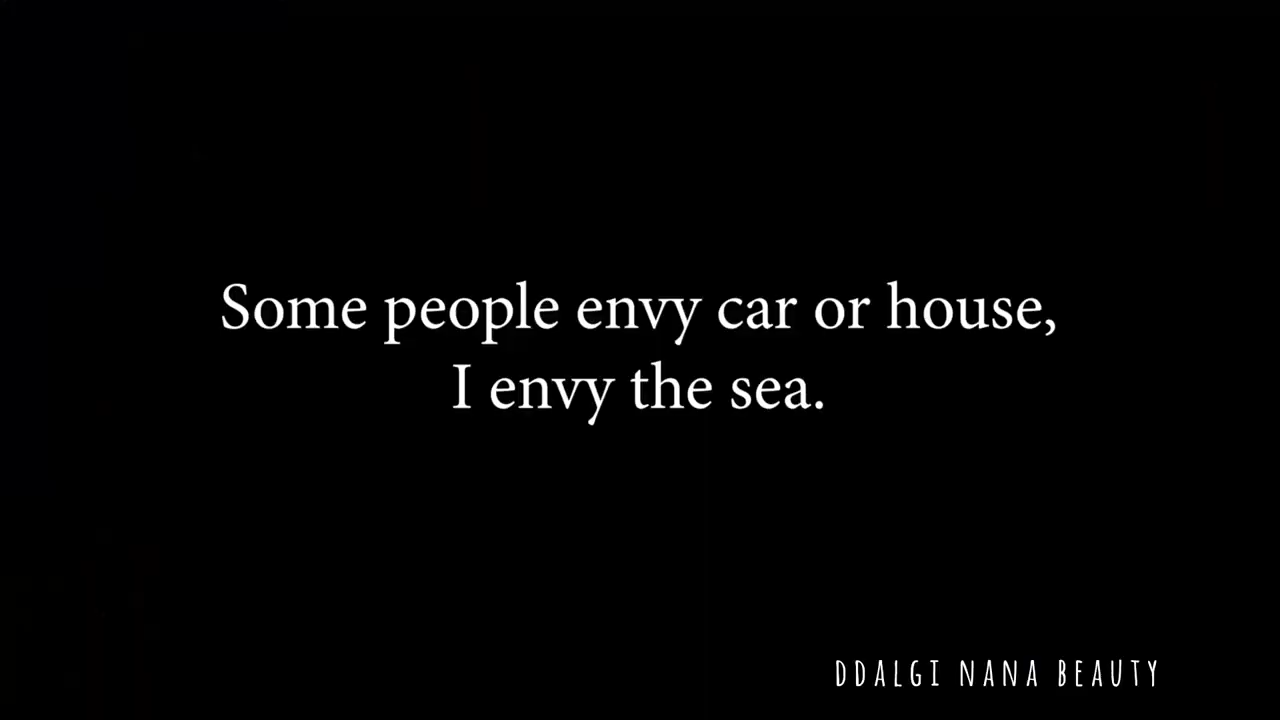 Some people envy car or house,
I envy the sea.
DDALGI NANA BEAUTY